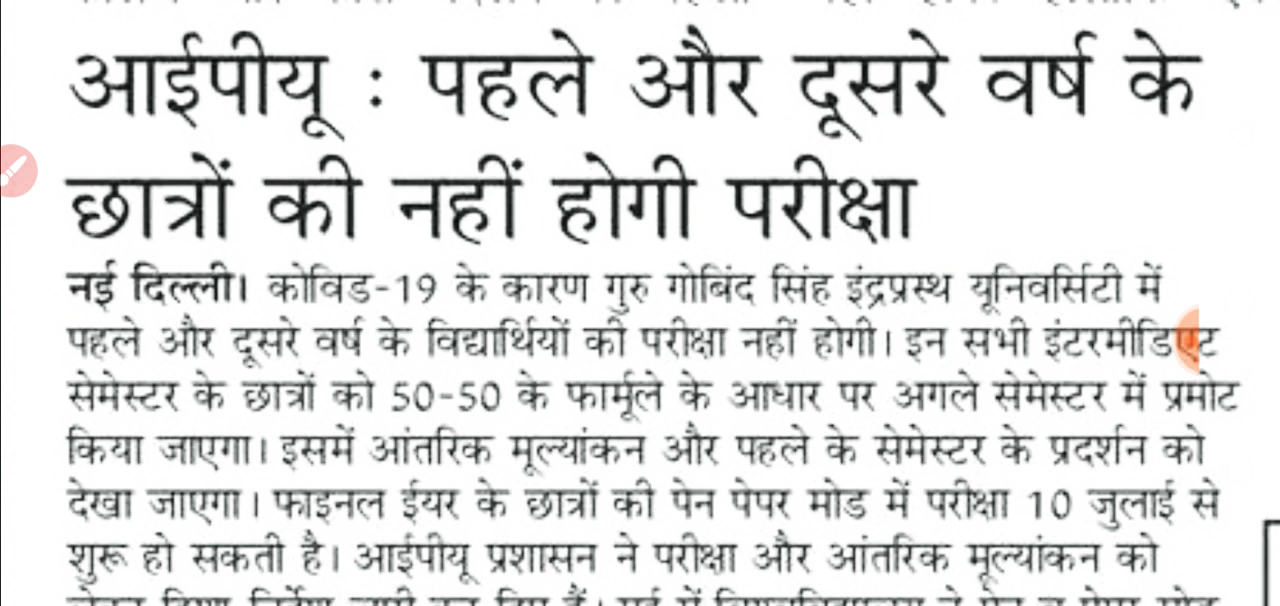 आईपीयू : पहले और दूसरे वर्ष के
छात्रों की नहीं होगी परीक्षा
नई दिल्ली। कोविड-19 के कारण गुरु गोबिंद सिंह इंद्रप्रस्थ यूनिवर्सिटी में
पहले और दूसरे वर्ष के विद्यार्थियों की परीक्षा नहीं होगी। इन सभी इंटरमीडिएट
सेमेस्टर के छात्रों को 50-50 के फार्मूले के आधार पर अगले सेमेस्टर में प्रमोट
किया जाएगा। इसमें आंतरिक मूल्यांकन और पहले के सेमेस्टर के प्रदर्शन को
देखा जाएगा। फाइनल ईयर के छात्रों की पेन पेपर मोड में परीक्षा 10 जुलाई से
शुरू हो सकती है। आईपीयू प्रशासन ने परीक्षा और आंतरिक मूल्यांकन को